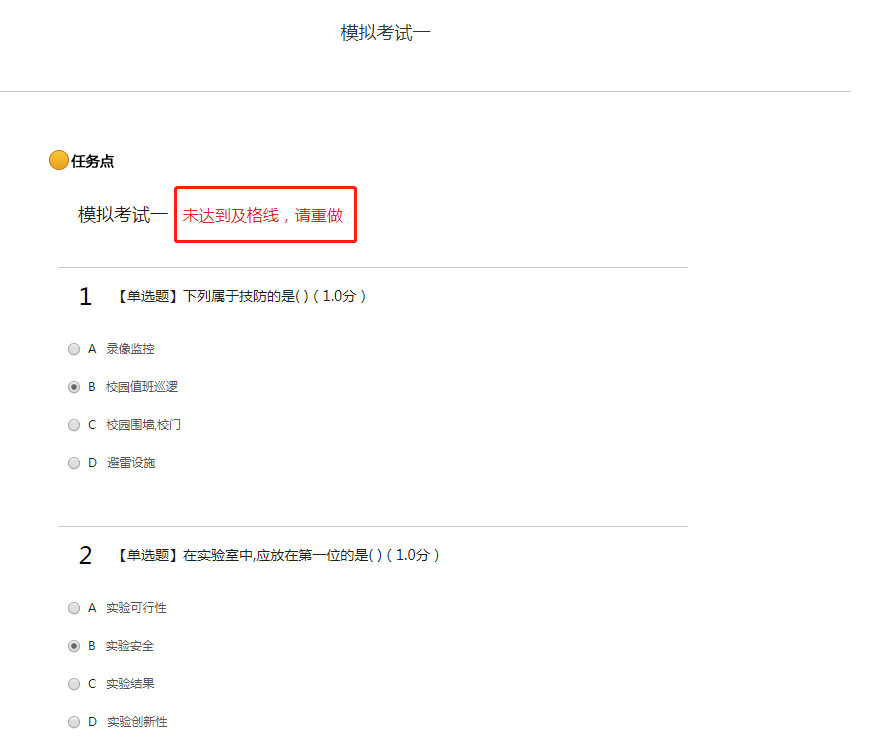 模拟考试一
任务点
模拟考试一 未达到及格线，请重做
1 【单选题】下列属于技防的是( )（1.0分）
A 录像监控
B 校园值班巡逻
C 校园围墙,校门
D 避雷设施
2 【单选题】在实验室中,应放在第一位的是( )（1.0分）
A 实验可行性
B 实验安全
C 实验结果
D 实验创新性